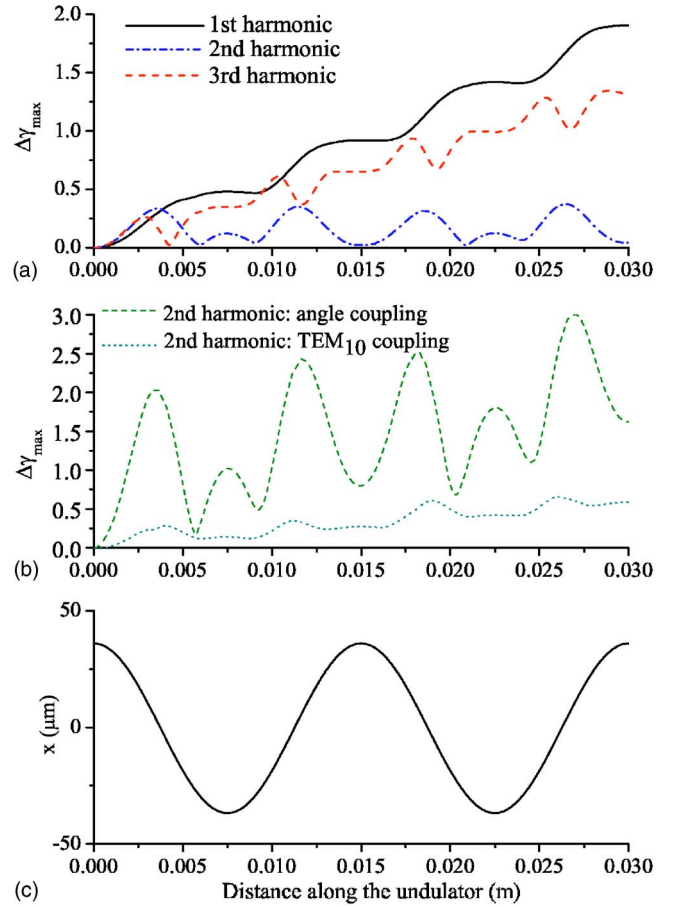 2.0
1st harmonic
2nd harmonic
3rd harmonic
1.5
1.0
0.5
0.0
Δγmax
0.000 0.005 0.010 0.015 0.020 0.025 0.030
(a)
2nd harmonic: angle coupling
2nd harmonic: TEM10 coupling
3.0
2.5
2.0
1.5
1.0
0.5
0.0
Δγmax
0.000 0.005 0.010 0.015 0.020 0.025 0.030
(b)
50
0
-50
x (μm)
0.000 0.005 0.010 0.015 0.020 0.025 0.030
Distance along the undulator (m)
(c)